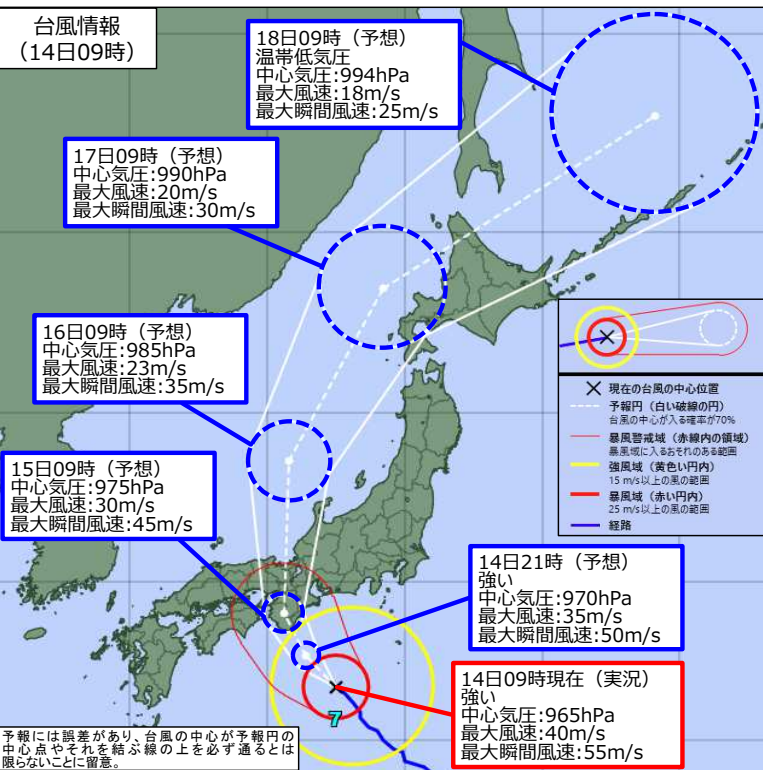 台風情報
（14日09時）
18日09時（予想）
温帯低気圧
中心気圧:994hPa
最大風速:18m/s
最大瞬間風速:25m/s
17日09時（予想）
中心気圧:990hPa
最大風速:20m/s
最大瞬間風速:30m/s
16日09時（予想）
中心気圧:985hPa
最大風速:23m/s
最大瞬間風速:35m/s
15日09時（予想）
中心気圧:975hPa
最大風速:30m/s
最大瞬間風速:45m/s
14日21時（予想）
強い
中心気圧:970hPa
最大風速:35m/s
最大瞬間風速:50m/s
14日09時現在（実況）
強い
中心気圧:965hPa
最大風速:40m/s
最大瞬間風速:55m/s
7
現在の台風の中心位置
予報円（白い破線の円）
台風の中心が入る確率が70%
暴風警戒域（赤線内の領域）
暴風域に入るおそれのある範囲
強風域（黄色い円内）
15 m/s以上の風の範囲
暴風域（赤い円内）
25 m/s以上の風の範囲
経路
予報には誤差があり、台風の中心が予報円の
中心点やそれを結ぶ線の上を必ず通るとは
限らないことに留意。